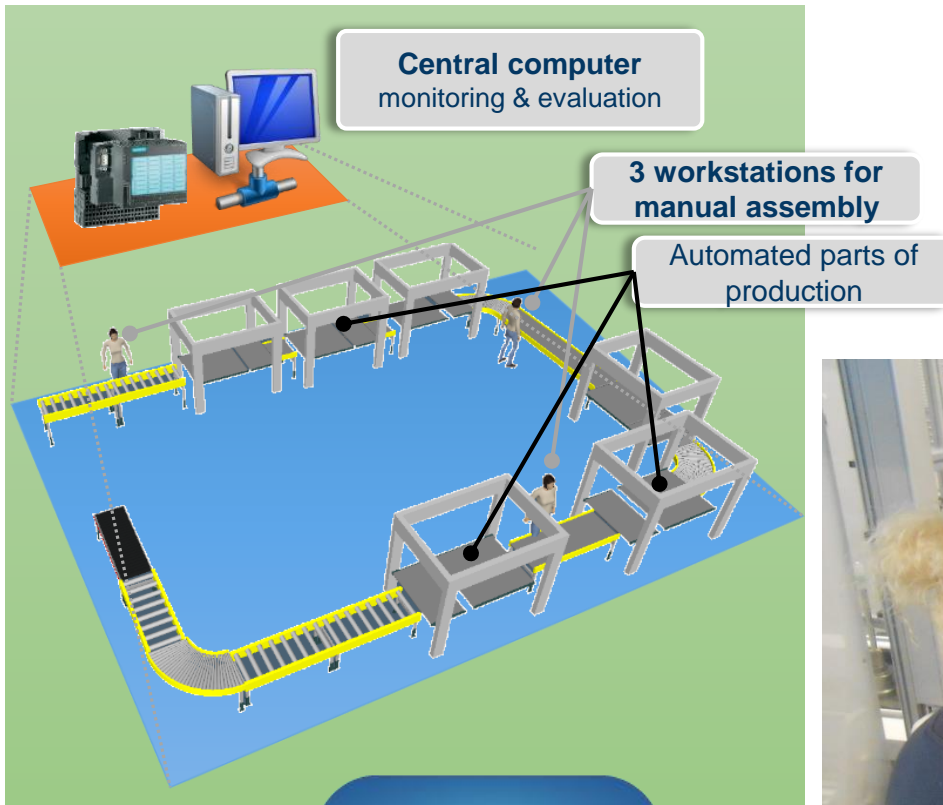 Central computer
monitoring & evaluation
3 workstations for
manual assembly
Automated parts of
production